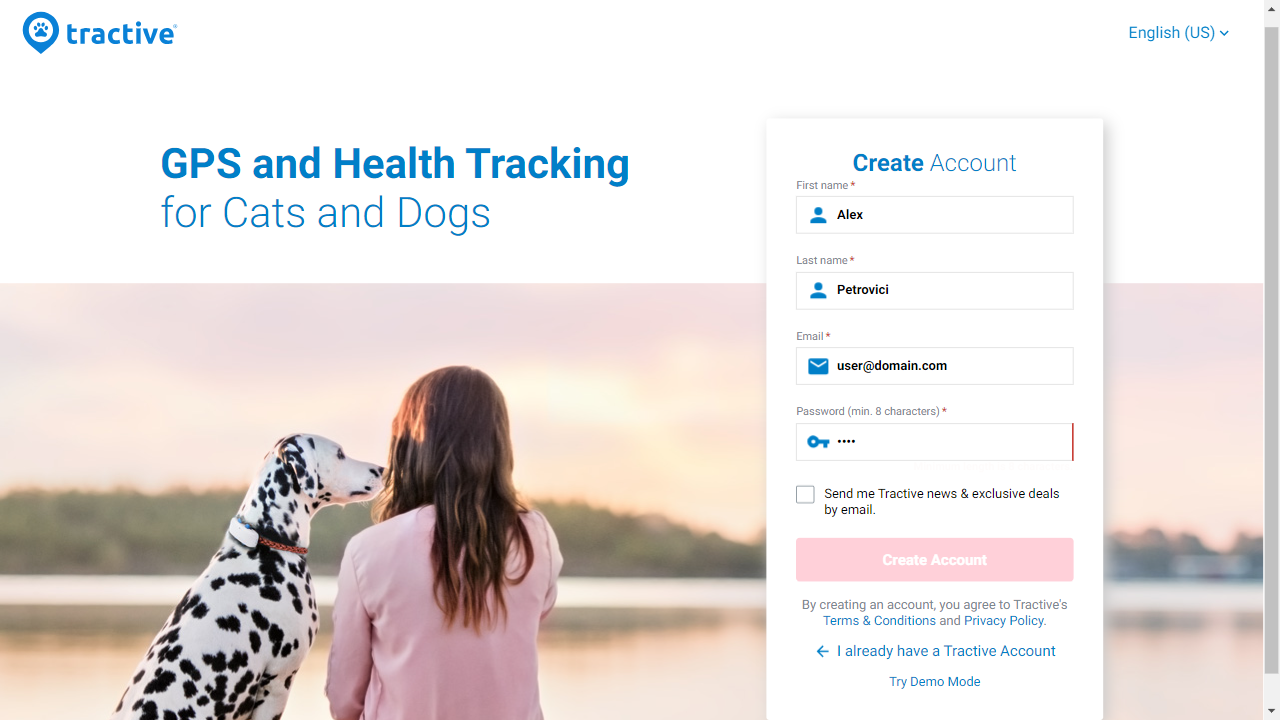 tractive
English (US)
GPS and Health Tracking
for Cats and Dogs
Create Account
First name *
Alex
Last name *
Petrovici
Email *
user@domain.com
Password (min. 8 characters) *
••••
Send me Tractive news & exclusive deals
by email.
Create Account
By creating an account, you agree to Tractive's
Terms & Conditions and Privacy Policy.
I already have a Tractive Account
Try Demo Mode